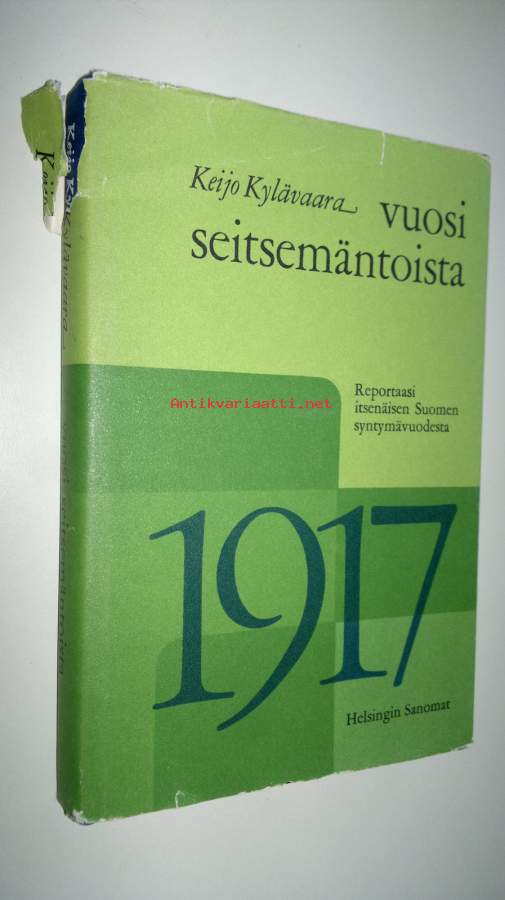 Keijo Kylävaara vuosi
seitsemäntoista
Reportaasi
itsenäisen Suomen
syntymävuodesta
1917
Helsingin Sanomat
Antikvariaatti.net